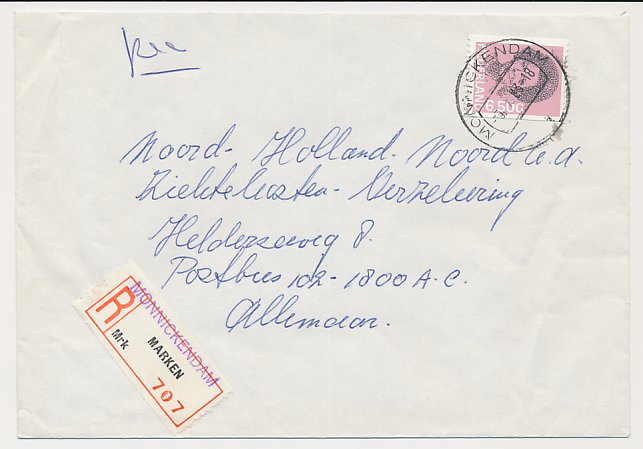 MONNICKENDAM
NEDERLAND
6.50G
Noord-Holland-Noord u.a.
Ziektekosten-Verzekering
Helderseweg 8.
Postbus 102-1800 A.C.
Alkmaar.
MONNICKENDAM
R
MARKEN
Mrk
707